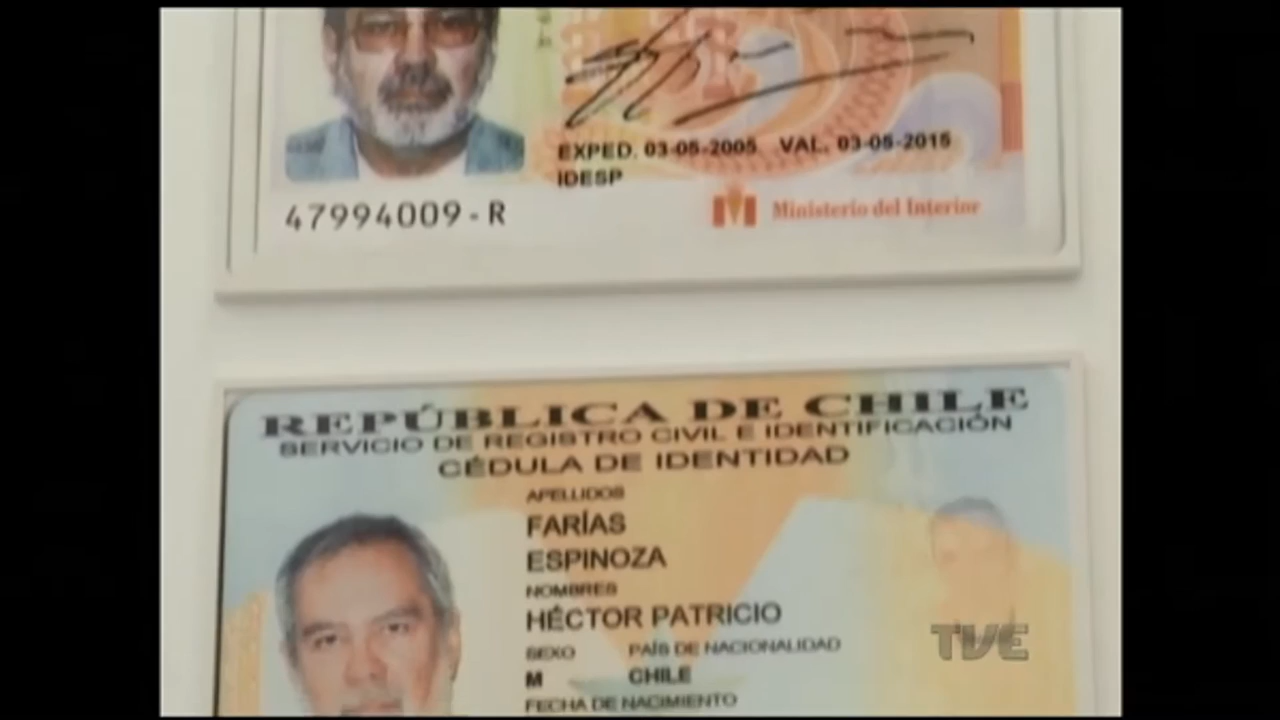 EXPED. 03-05-2005 VAL. 03-05-2015
IDESP
47994009-R
Ministerio del Interior
REPÚBLICA DE CHILE
SERVICIO DE REGISTRO CIVIL E IDENTIFICACIÓN
CÉDULA DE IDENTIDAD
APELLIDOS
FARÍAS
ESPINOZA
NOMBRES
HÉCTOR PATRICIO
SEXO PAÍS DE NACIONALIDAD
M CHILE
FECHA DE NACIMIENTO
TVE